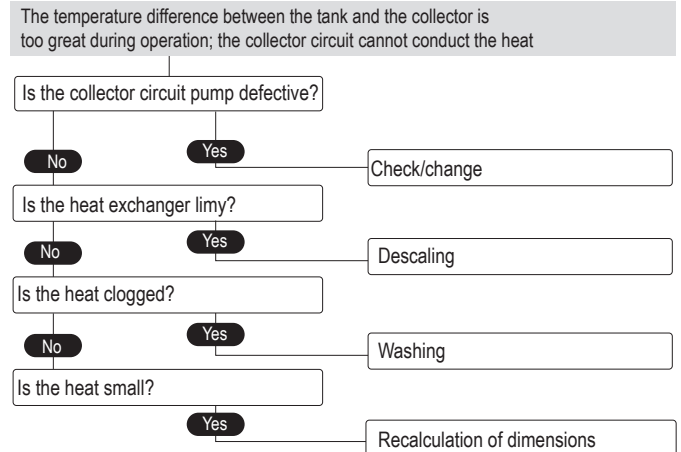 The temperature difference between the tank and the collector is
too great during operation; the collector circuit cannot conduct the heat
Is the collector circuit pump defective?
No
Yes
Check/change
Is the heat exchanger limy?
No
Yes
Descaling
Is the heat clogged?
No
Yes
Washing
Is the heat small?
Yes
Recalculation of dimensions